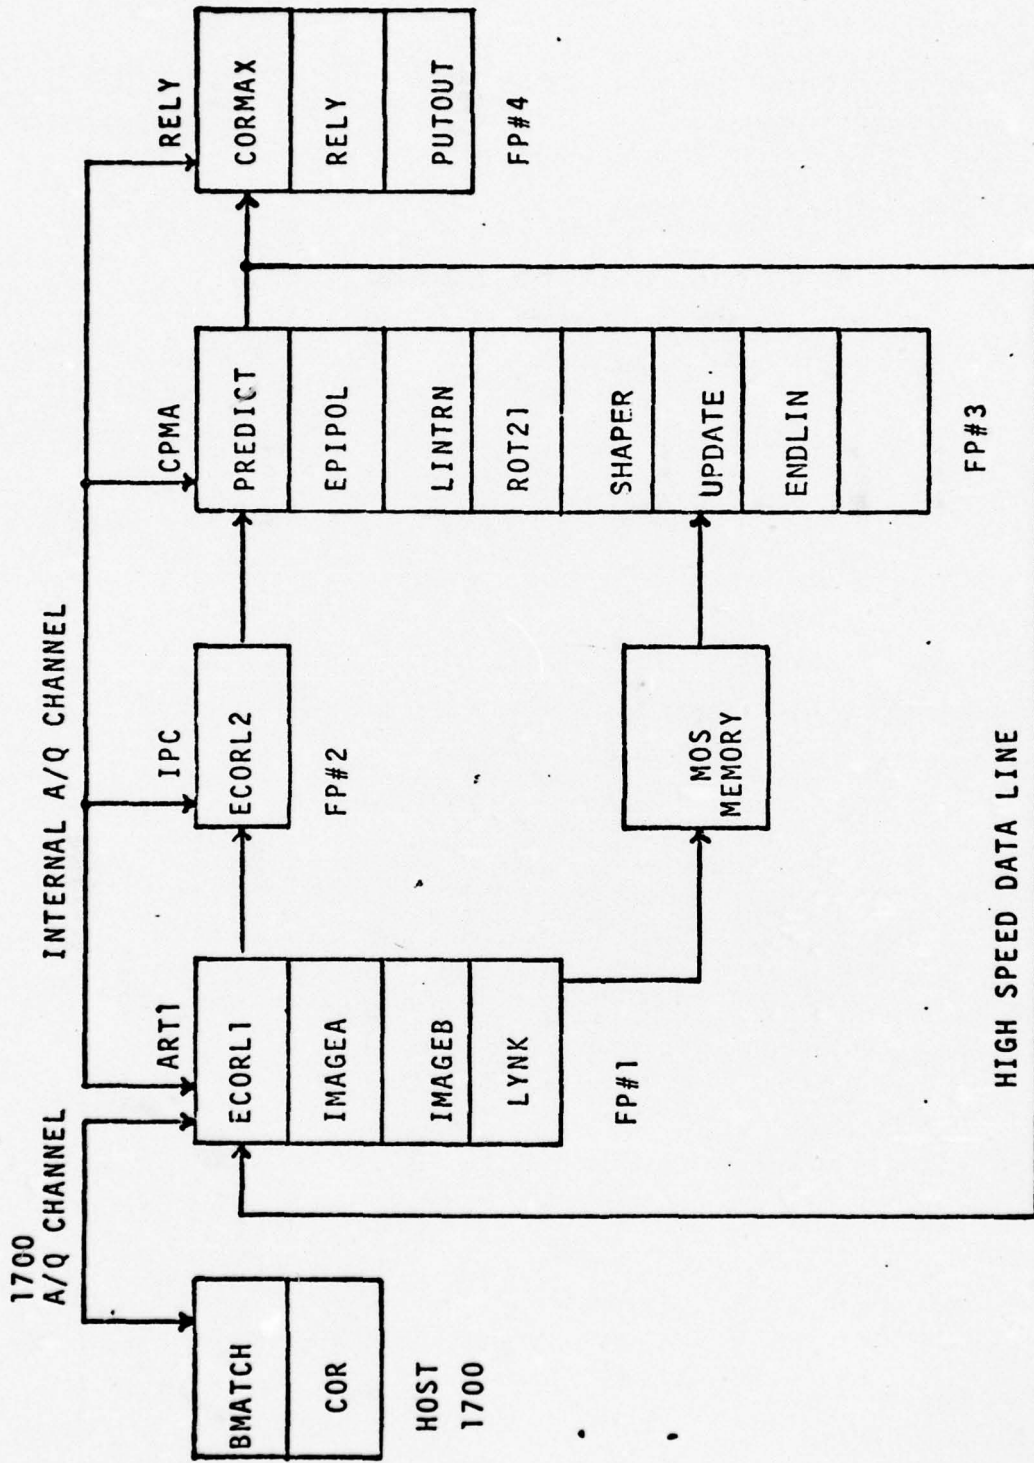 1700
A/Q CHANNEL
INTERNAL A/Q CHANNEL
ART1
IPC
CPMA
RELY
BMATCH
COR
HOST
1700
ECORL1
IMAGEA
IMAGEB
LYNK
FP#1
ECORL2
FP#2
MOS
MEMORY
PREDICT
EPIPOL
LINTRN
ROT21
SHAPER
UPDATE
ENDLIN
FP#3
CORMAX
RELY
PUTOUT
FP#4
HIGH SPEED DATA LINE